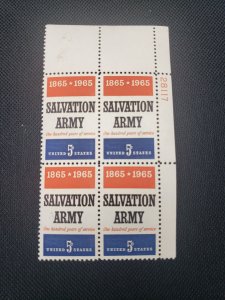 28117
1865 ★ 1965
SALVATION
ARMY
one hundred years of service
UNITED 5¢ STATES
1865 ★ 1965
SALVATION
ARMY
one hundred years of service
UNITED 5¢ STATES
1865 ★ 1965
SALVATION
ARMY
one hundred years of service
UNITED 5¢ STATES
1865 ★ 1965
SALVATION
ARMY
one hundred years of service
UNITED 5¢ STATES